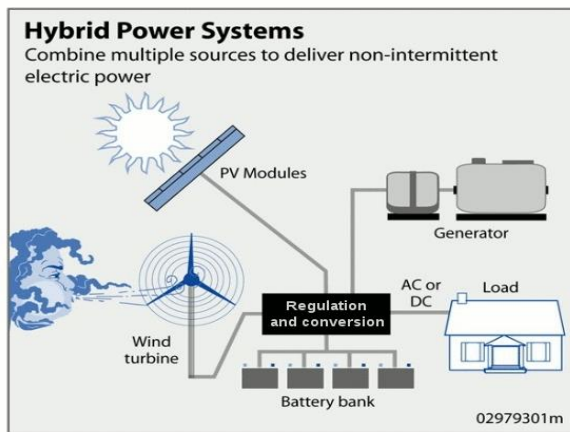 Hybrid Power Systems
Combine multiple sources to deliver non-intermittent
electric power
PV Modules
Generator
Regulation
and conversion
AC or
DC
Load
Wind
turbine
Battery bank
02979301m